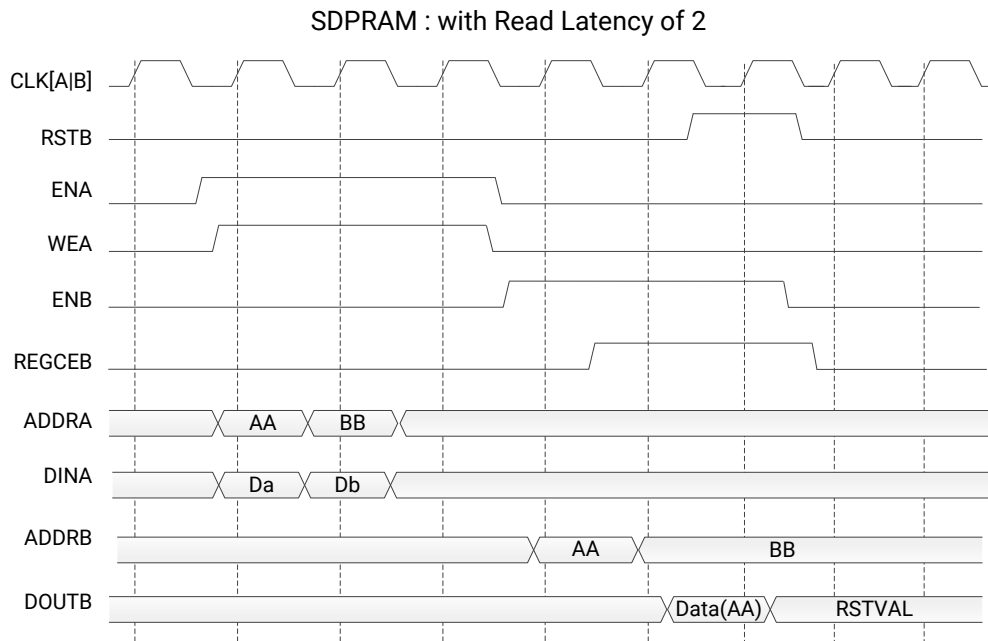 SDPRAM : with Read Latency of 2
CLK[A|B]
RSTB
ENA
WEA
ENB
REGCEB
ADDRA AA BB
DINA Da Db
ADDRB AA BB
DOUTB Data(AA) RSTVAL